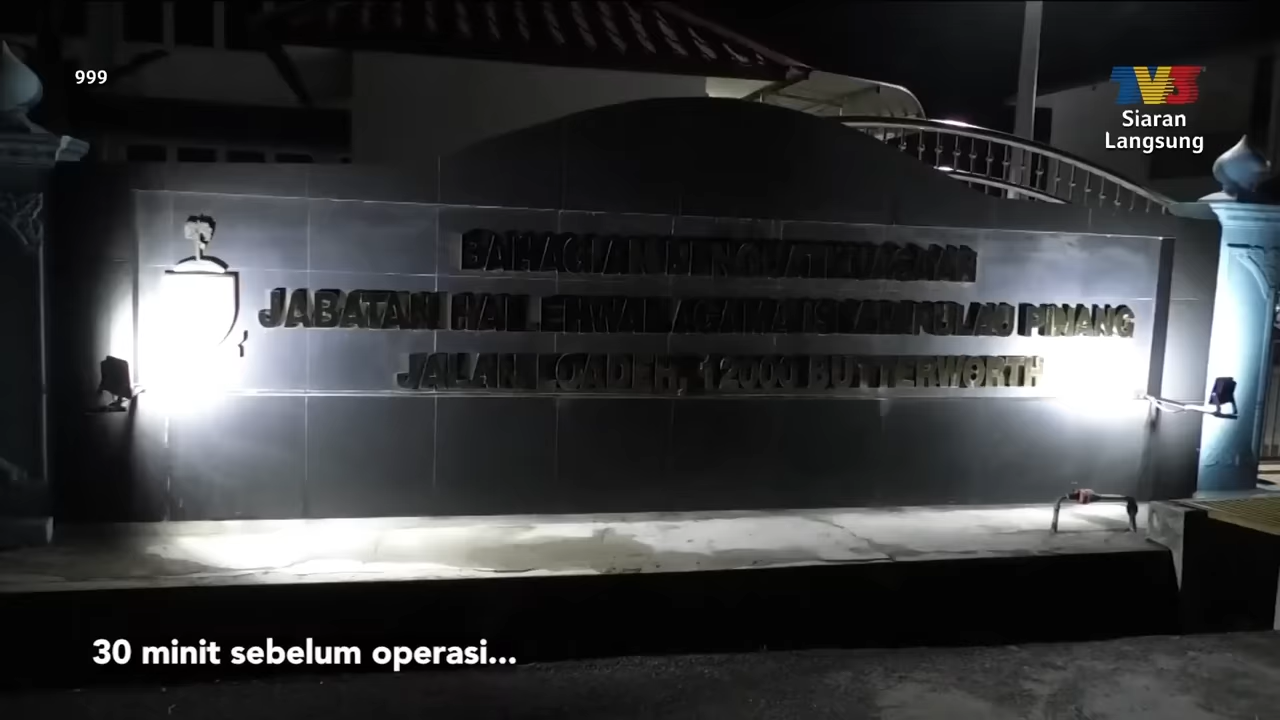 999
TV3
Siaran
Langsung
BAHAGIAN PENGUATKUASAAN
JABATAN HAL EHWAL AGAMA ISLAM PULAU PINANG
JALAN LOADEH, 12000 BUTTERWORTH
30 minit sebelum operasi...